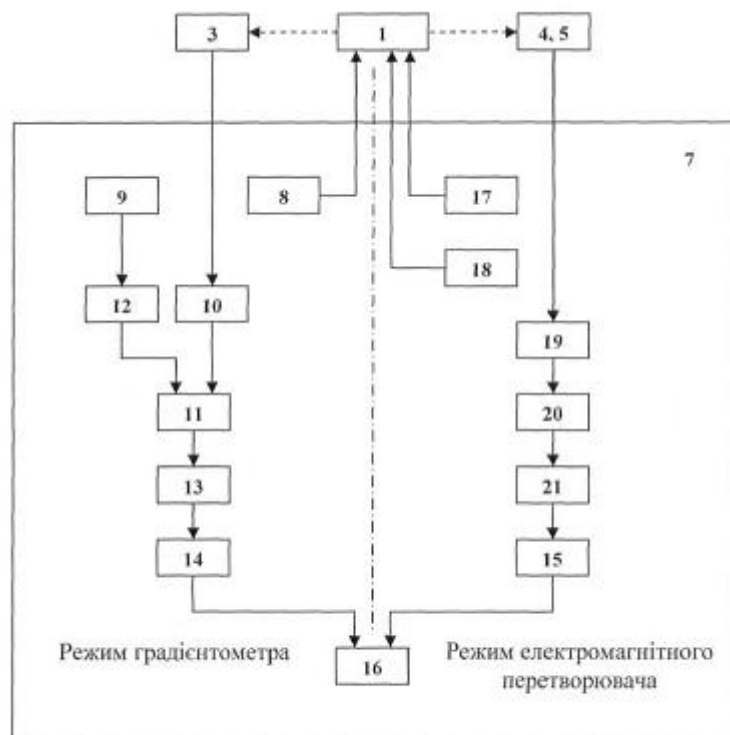 3 1 4, 5
7
9 8 17
18
12 10
19
11 20
13 21
14 15
Режим градієнтометра
16
Режим електромагнітного
перетворювача